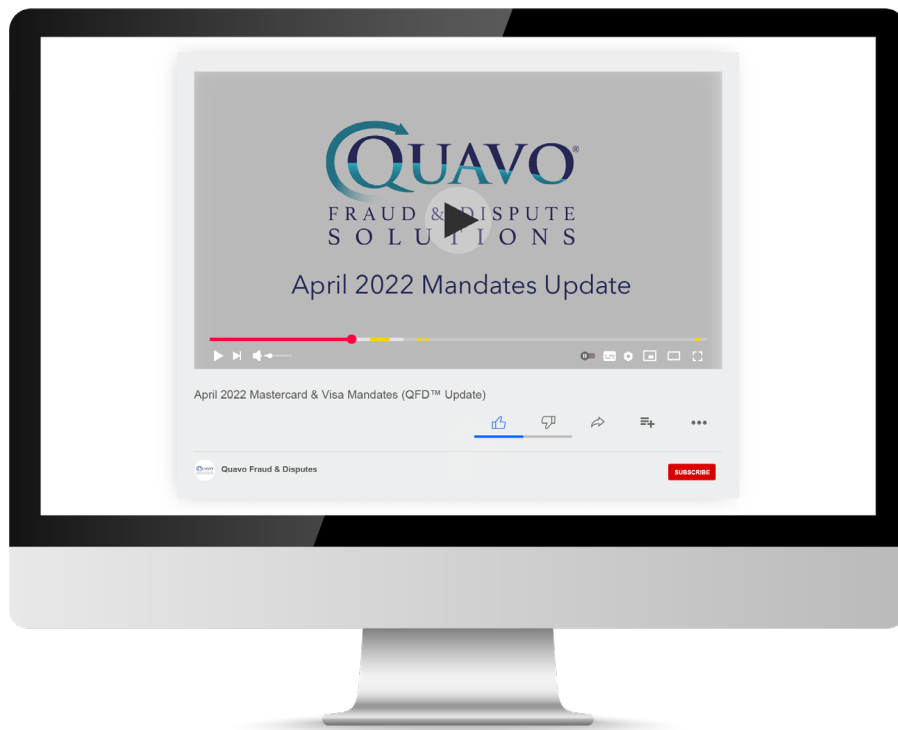 QUAVO®
FRAUD & DISPUTE
SOLUTIONS
April 2022 Mandates Update
April 2022 Mastercard & Visa Mandates (QFD™ Update)
Quavo Fraud & Disputes
SUBSCRIBE